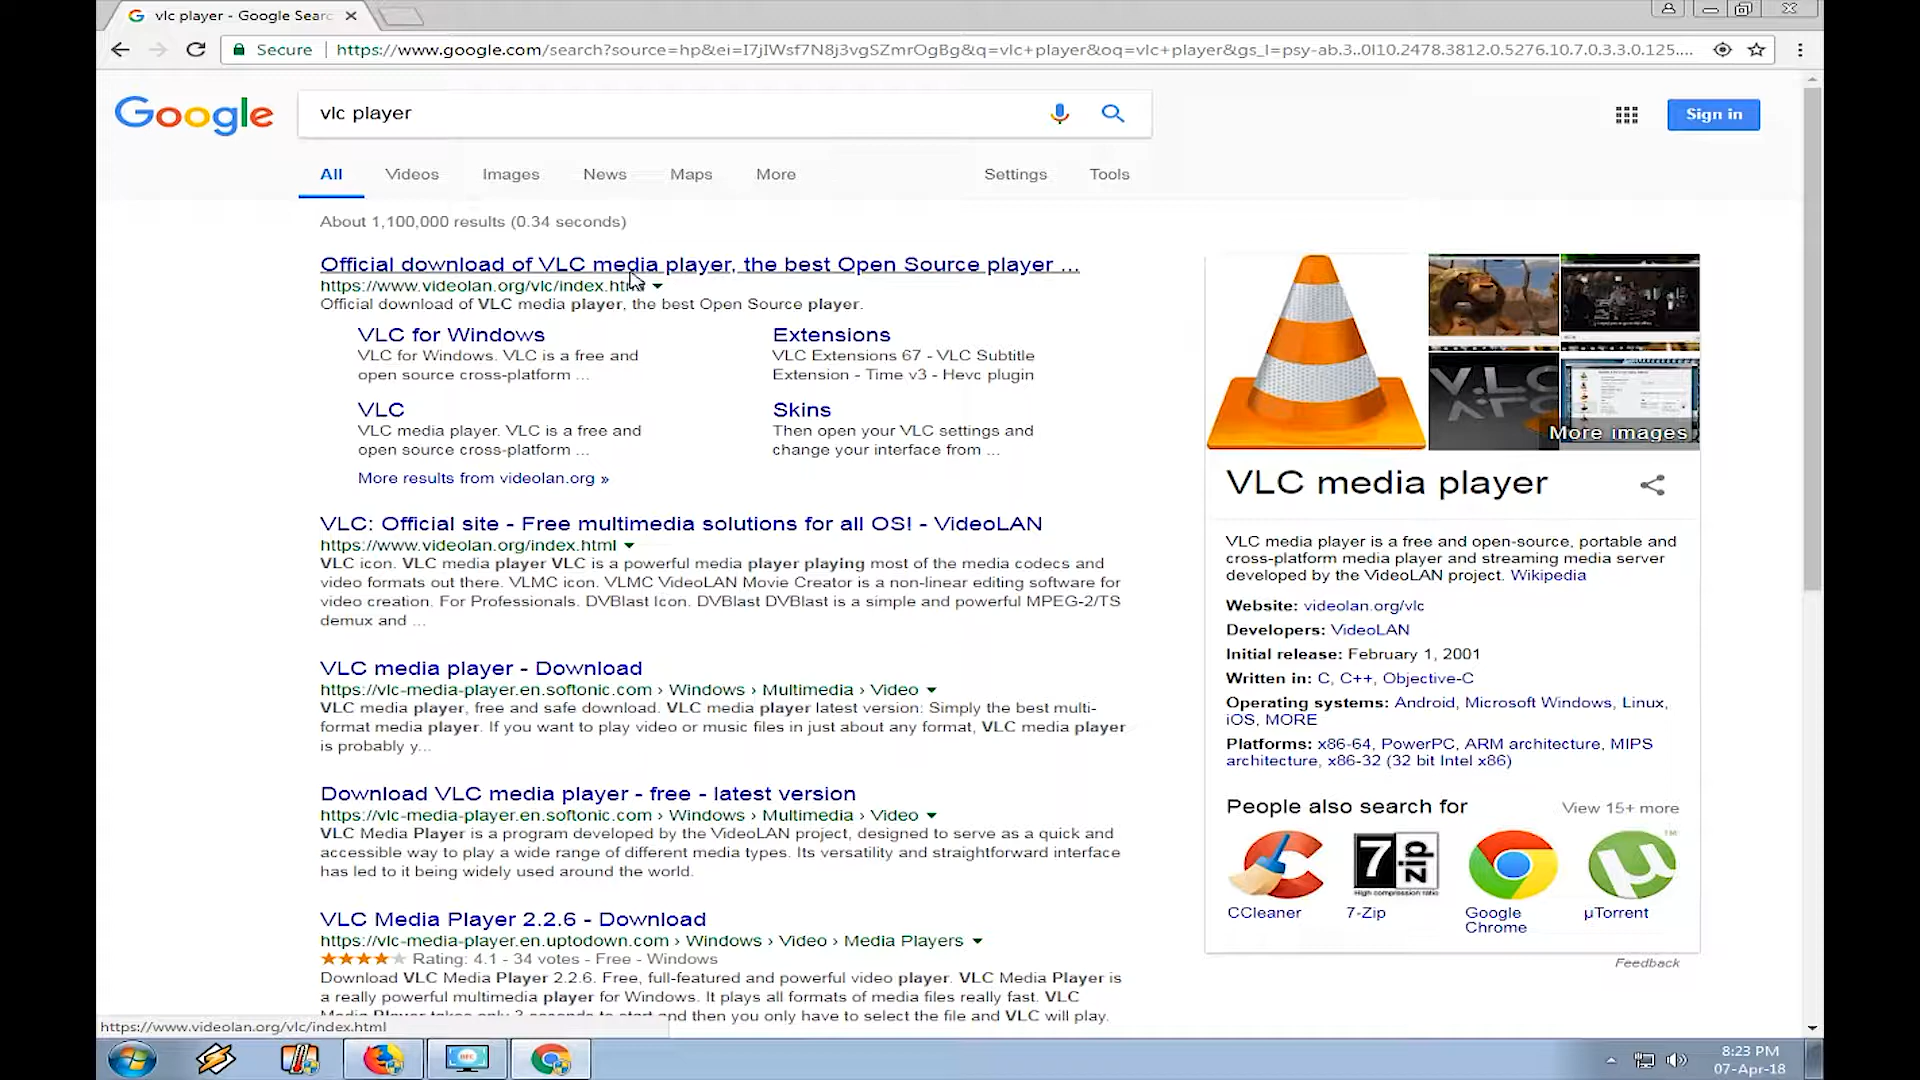 vlc player - Google Searc
Secure
https://www.google.com/search?source=hp&ei=I7jIWsf7N8j3vgSZmrOgBg&q=vlc+player&oq=vlc+player&gs_l=psy-ab.3..0l10.2478.3812.0.5276.10.7.0.3.3.0.125....
Google
vlc player
Sign in
All Videos Images News Maps More Settings Tools
About 1,100,000 results (0.34 seconds)
Official download of VLC media player, the best Open Source player ...
https://www.videolan.org/vlc/index.html
Official download of VLC media player, the best Open Source player.
VLC for Windows
VLC for Windows. VLC is a free and
open source cross-platform ...
Extensions
VLC Extensions 67 - VLC Subtitle
Extension - Time v3 - Hevc plugin
VLC
VLC media player. VLC is a free and
open source cross-platform ...
Skins
Then open your VLC settings and
change your interface from ...
More results from videolan.org »
VLC: Official site - Free multimedia solutions for all OS! - VideoLAN
https://www.videolan.org/index.html
VLC icon. VLC media player VLC is a powerful media player playing most of the media codecs and
video formats out there. VLMC icon. VLMC VideoLAN Movie Creator is a non-linear editing software for
video creation. For Professionals. DVBlast Icon. DVBlast DVBlast is a simple and powerful MPEG-2/TS
demux and ...
VLC media player - Download
https://vlc-media-player.en.softonic.com › Windows › Multimedia › Video
VLC media player, free and safe download. VLC media player latest version: Simply the best multi-
format media player. If you want to play video or music files in just about any format, VLC media player
is probably y...
Download VLC media player - free - latest version
https://vlc-media-player.en.softonic.com › Windows › Multimedia › Video
VLC Media Player is a program developed by the VideoLAN project, designed to serve as a quick and
accessible way to play a wide range of different media types. Its versatility and straightforward interface
has led to it being widely used around the world.
VLC Media Player 2.2.6 - Download
https://vlc-media-player.en.uptodown.com › Windows › Video › Media Players
Rating: 4.1 - 34 votes - Free - Windows
Download VLC Media Player 2.2.6. Free, full-featured and powerful video player. VLC Media Player is
a really powerful multimedia player for Windows. It plays all formats of media files really fast. VLC
Media Player takes only 3 seconds to start and then you only have to select the file and VLC will play.
https://www.videolan.org/vlc/index.html
More images
VLC media player
VLC media player is a free and open-source, portable and
cross-platform media player and streaming media server
developed by the VideoLAN project. Wikipedia
Website: videolan.org/vlc
Developers: VideoLAN
Initial release: February 1, 2001
Written in: C, C++, Objective-C
Operating systems: Android, Microsoft Windows, Linux,
iOS, MORE
Platforms: x86-64, PowerPC, ARM architecture, MIPS
architecture, x86-32 (32 bit Intel x86)
People also search for
View 15+ more
7 zip
High compression ratio
µ ™
CCleaner
7-Zip
Google
Chrome
µTorrent
Feedback
8:23 PM
07-Apr-18